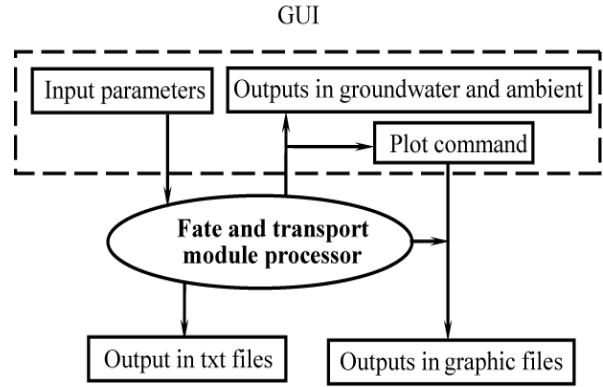 GUI
Input parameters
Outputs in groundwater and ambient
Plot command
Fate and transport
module processor
Output in txt files
Outputs in graphic files